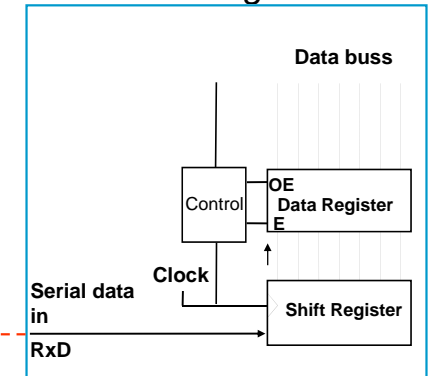 Data buss
OE
Control
Data Register
E
Clock
Serial data
in
Shift Register
RxD